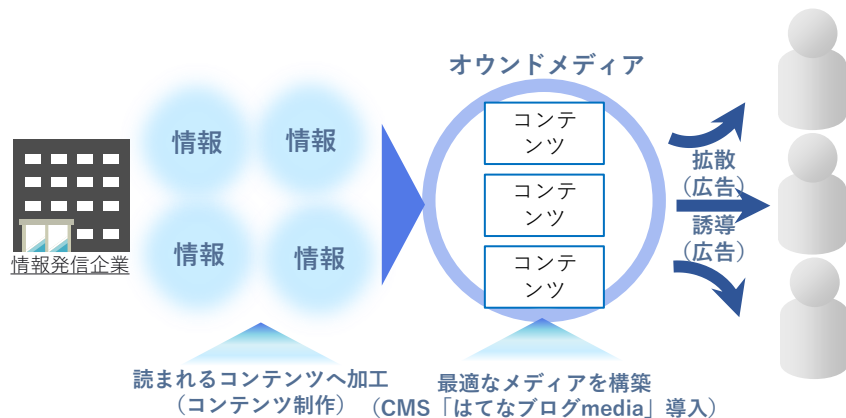 オウンドメディア
情報
情報
情報
情報
情報発信企業
コンテ
ンツ
コンテ
ンツ
コンテ
ンツ
拡散
（広告）
誘導
（広告）
読まれるコンテンツへ加工
（コンテンツ制作）
最適なメディアを構築
（CMS「はてなブログmedia」導入）